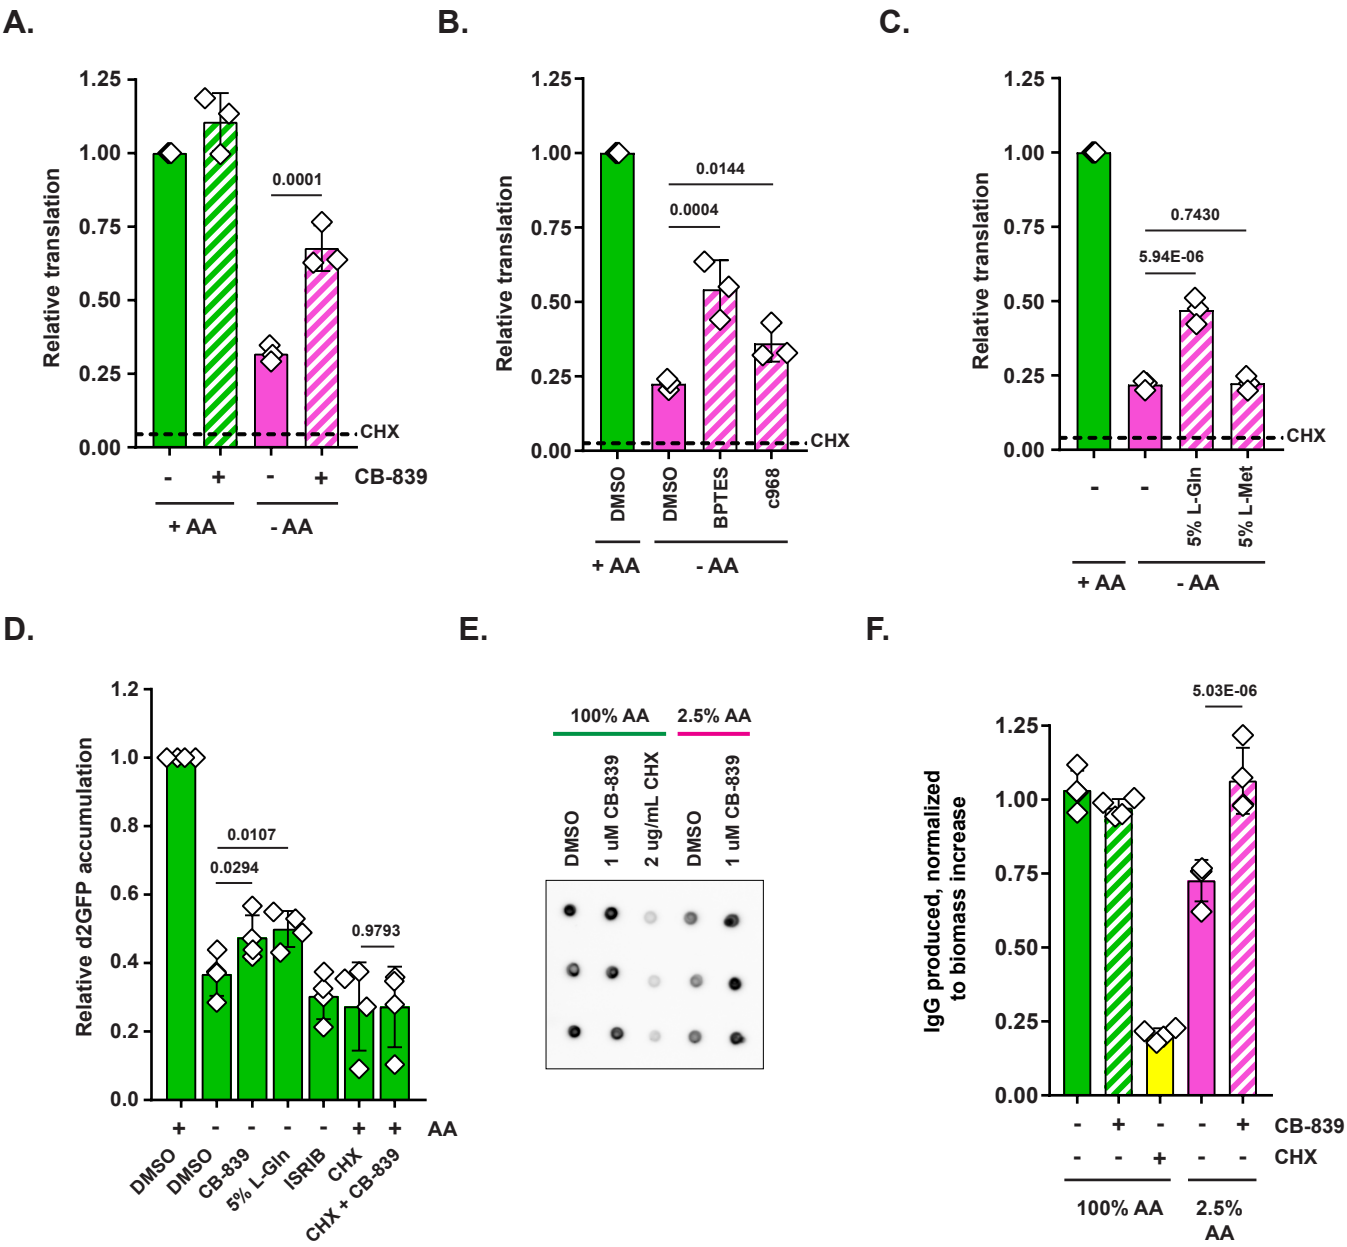 A.
Relative translation
1.25
1.00
0.75
0.50
0.25
0.00
0.0001
CHX
- + - + CB-839
+ AA - AA
B.
Relative translation
1.25
1.00
0.75
0.50
0.25
0.00
0.0144
0.0004
CHX
DMSO DMSO BPTES c968
+ AA - AA
C.
Relative translation
1.25
1.00
0.75
0.50
0.25
0.00
0.7430
5.94E-06
CHX
- - 5% L-Gln 5% L-Met
+ AA - AA
D.
Relative d2GFP accumulation
1.2
1.0
0.8
0.6
0.4
0.2
0.0
0.0107
0.0294
0.9793
+ - - - - + + AA
DMSO DMSO CB-839 5% L-Gln ISRIB CHX CHX + CB-839
E.
100% AA 2.5% AA
DMSO 1 uM CB-839 2 ug/mL CHX DMSO 1 uM CB-839
F.
IgG produced, normalized
to biomass increase
1.25
1.00
0.75
0.50
0.25
0.00
5.03E-06
- + - - + CB-839
- - + - - CHX
100% AA 2.5%
AA